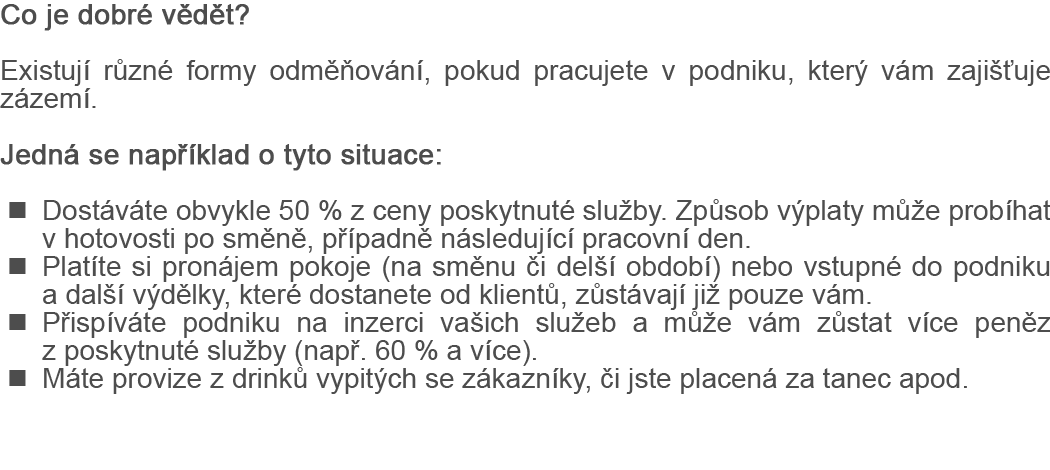 Co je dobré vědět?
Existují různé formy odměňování, pokud pracujete v podniku, který vám zajišťuje
zázemí.
Jedná se například o tyto situace:
■ Dostáváte obvykle 50 % z ceny poskytnuté služby. Způsob výplaty může probíhat
v hotovosti po směně, případně následující pracovní den.
■ Platíte si pronájem pokoje (na směnu či delší období) nebo vstupné do podniku
a další výdělky, které dostanete od klientů, zůstávají již pouze vám.
■ Přispíváte podniku na inzerci vašich služeb a může vám zůstat více peněz
z poskytnuté služby (např. 60 % a více).
■ Máte provize z drinků vypitých se zákazníky, či jste placená za tanec apod.